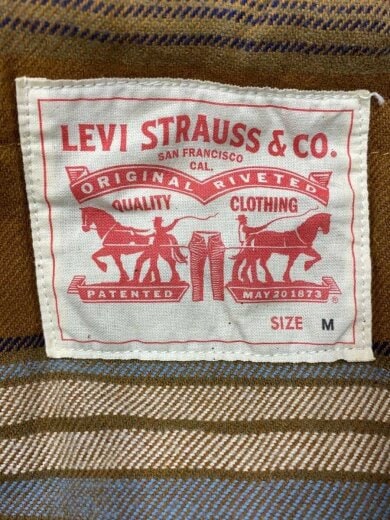 LEVI STRAUSS & CO.
SAN FRANCISCO
CAL.
ORIGINAL RIVETED
QUALITY CLOTHING
PATENTED MAY 20 1873
®
SIZE M